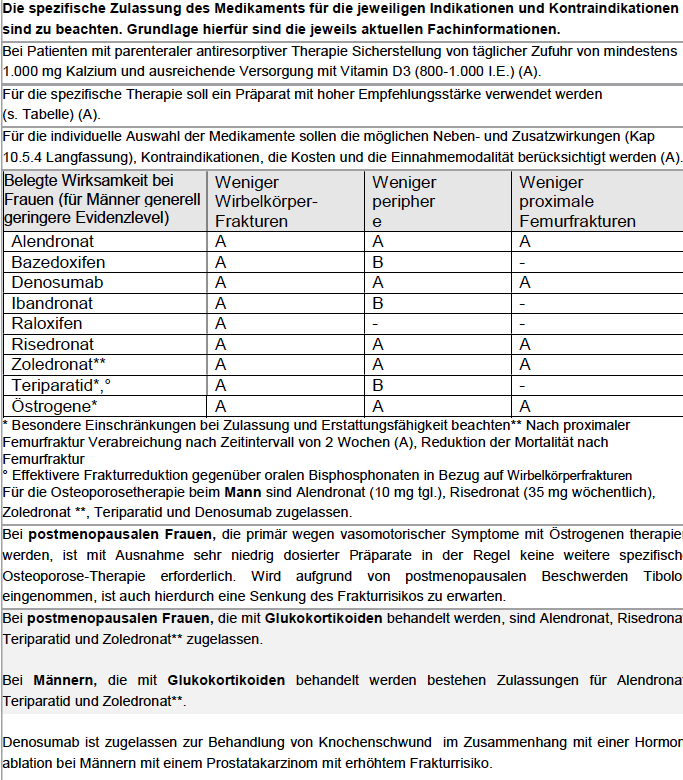 Die spezifische Zulassung des Medikaments für die jeweiligen Indikationen und Kontraindikationen
sind zu beachten. Grundlage hierfür sind die jeweils aktuellen Fachinformationen.
Bei Patienten mit parenteraler antiresorptiver Therapie Sicherstellung von täglicher Zufuhr von mindestens
1.000 mg Kalzium und ausreichende Versorgung mit Vitamin D3 (800-1.000 I.E.) (A).
Für die spezifische Therapie soll ein Präparat mit hoher Empfehlungsstärke verwendet werden
(s. Tabelle) (A).
Für die individuelle Auswahl der Medikamente sollen die möglichen Neben- und Zusatzwirkungen (Kap
10.5.4 Langfassung), Kontraindikationen, die Kosten und die Einnahmemodalität berücksichtigt werden (A).
Belegte Wirksamkeit bei Weniger Weniger Weniger
Frauen (für Männer generell Wirbelkörper- peripher proximale
geringere Evidenzlevel) Frakturen e Femurfrakturen
Alendronat A A A
Bazedoxifen A B -
Denosumab A A A
Ibandronat A B -
Raloxifen A - -
Risedronat A A A
Zoledronat** A A A
Teriparatid*,° A B -
Östrogene* A A A
* Besondere Einschränkungen bei Zulassung und Erstattungsfähigkeit beachten** Nach proximaler
Femurfraktur Verabreichung nach Zeitintervall von 2 Wochen (A), Reduktion der Mortalität nach
Femurfraktur
° Effektivere Frakturreduktion gegenüber oralen Bisphosphonaten in Bezug auf Wirbelkörperfrakturen
Für die Osteoporosetherapie beim Mann sind Alendronat (10 mg tgl.), Risedronat (35 mg wöchentlich),
Zoledronat **, Teriparatid und Denosumab zugelassen.
Bei postmenopausalen Frauen, die primär wegen vasomotorischer Symptome mit Östrogenen therapier
werden, ist mit Ausnahme sehr niedrig dosierter Präparate in der Regel keine weitere spezifisch
Osteoporose-Therapie erforderlich. Wird aufgrund von postmenopausalen Beschwerden Tibolo
eingenommen, ist auch hierdurch eine Senkung des Frakturrisikos zu erwarten.
Bei postmenopausalen Frauen, die mit Glukokortikoiden behandelt werden, sind Alendronat, Risedrona
Teriparatid und Zoledronat** zugelassen.
Bei Männern, die mit Glukokortikoiden behandelt werden bestehen Zulassungen für Alendrona
Teriparatid und Zoledronat**.
Denosumab ist zugelassen zur Behandlung von Knochenschwund im Zusammenhang mit einer Hormon
ablation bei Männern mit einem Prostatakarzinom mit erhöhtem Frakturrisiko.